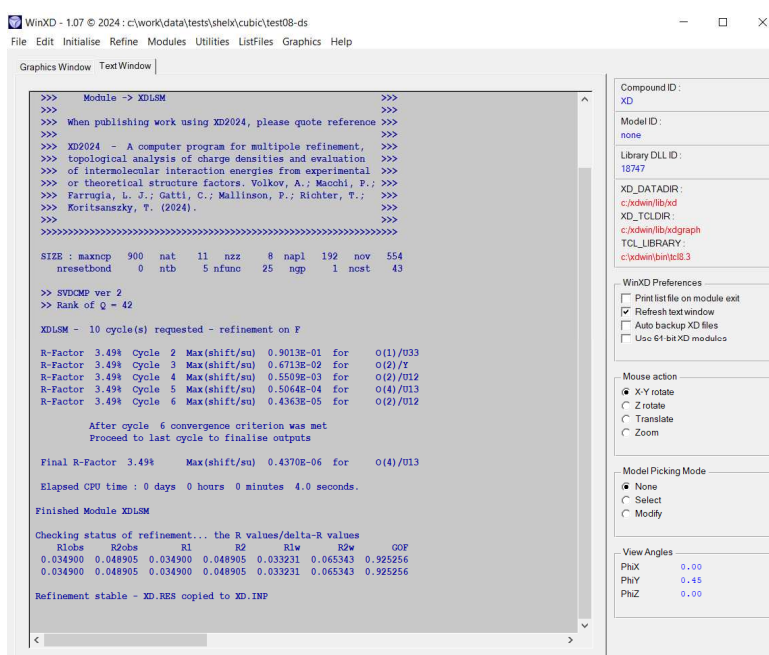 WinXD - 1.07 © 2024 : c:\work\data\tests\shelx\cubic\test08-ds
File Edit Initialise Refine Modules Utilities ListFiles Graphics Help
Graphics Window Text Window
>>> Module -> XDLSM >>>
>>> >>>
>>> When publishing work using XD2024, please quote reference >>>
>>> >>>
>>> XD2024 - A computer program for multipole refinement, >>>
>>> topological analysis of charge densities and evaluation >>>
>>> of intermolecular interaction energies from experimental >>>
>>> or theoretical structure factors. Volkov, A.; Macchi, P.; >>>
>>> Farrugia, L. J.; Gatti, C.; Mallinson, P.; Richter, T.; >>>
>>> Koritsanszky, T. (2024). >>>
>>> >>>
>>>>>>>>>>>>>>>>>>>>>>>>>>>>>>>>>>>>>>>>>>>>>>>>>>>>>>>>>>>>>>>>>
SIZE : maxncp 900 nat 11 nzz 8 napl 192 nov 554
nresetbond 0 ntb 5 nfunc 25 ngp 1 ncst 43
>> SVDCMP ver 2
>> Rank of Q = 42
XDLSM - 10 cycle(s) requested - refinement on F
R-Factor 3.49% Cycle 2 Max(shift/su) 0.9013E-01 for O(1)/U33
R-Factor 3.49% Cycle 3 Max(shift/su) 0.6713E-02 for O(2)/Y
R-Factor 3.49% Cycle 4 Max(shift/su) 0.5509E-03 for O(2)/U12
R-Factor 3.49% Cycle 5 Max(shift/su) 0.5064E-04 for O(4)/U13
R-Factor 3.49% Cycle 6 Max(shift/su) 0.4363E-05 for O(2)/U12
After cycle 6 convergence criterion was met
Proceed to last cycle to finalise outputs
Final R-Factor 3.49% Max(shift/su) 0.4370E-06 for O(4)/U13
Elapsed CPU time : 0 days 0 hours 0 minutes 4.0 seconds.
Finished Module XDLSM
Checking status of refinement... the R values/delta-R values
R1obs R2obs R1 R2 R1w R2w GOF
0.034900 0.048905 0.034900 0.048905 0.033231 0.065343 0.925256
0.034900 0.048905 0.034900 0.048905 0.033231 0.065343 0.925256
Refinement stable - XD.RES copied to XD.INP
Compound ID :
XD
Model ID :
none
Library DLL ID :
18747
XD_DATADIR :
c:/xdwin/lib/xd
XD_TCLDIR :
c:/xdwin/lib/xdgraph
TCL_LIBRARY :
c:\xdwin\bin\tcl8.3
WinXD Preferences
Print list file on module exit
Refresh text window
Auto backup XD files
Use 64-bit XD modules
Mouse action
X-Y rotate
Z rotate
Translate
Zoom
Model Picking Mode
None
Select
Modify
View Angles
PhiX 0.00
PhiY 0.45
PhiZ 0.00